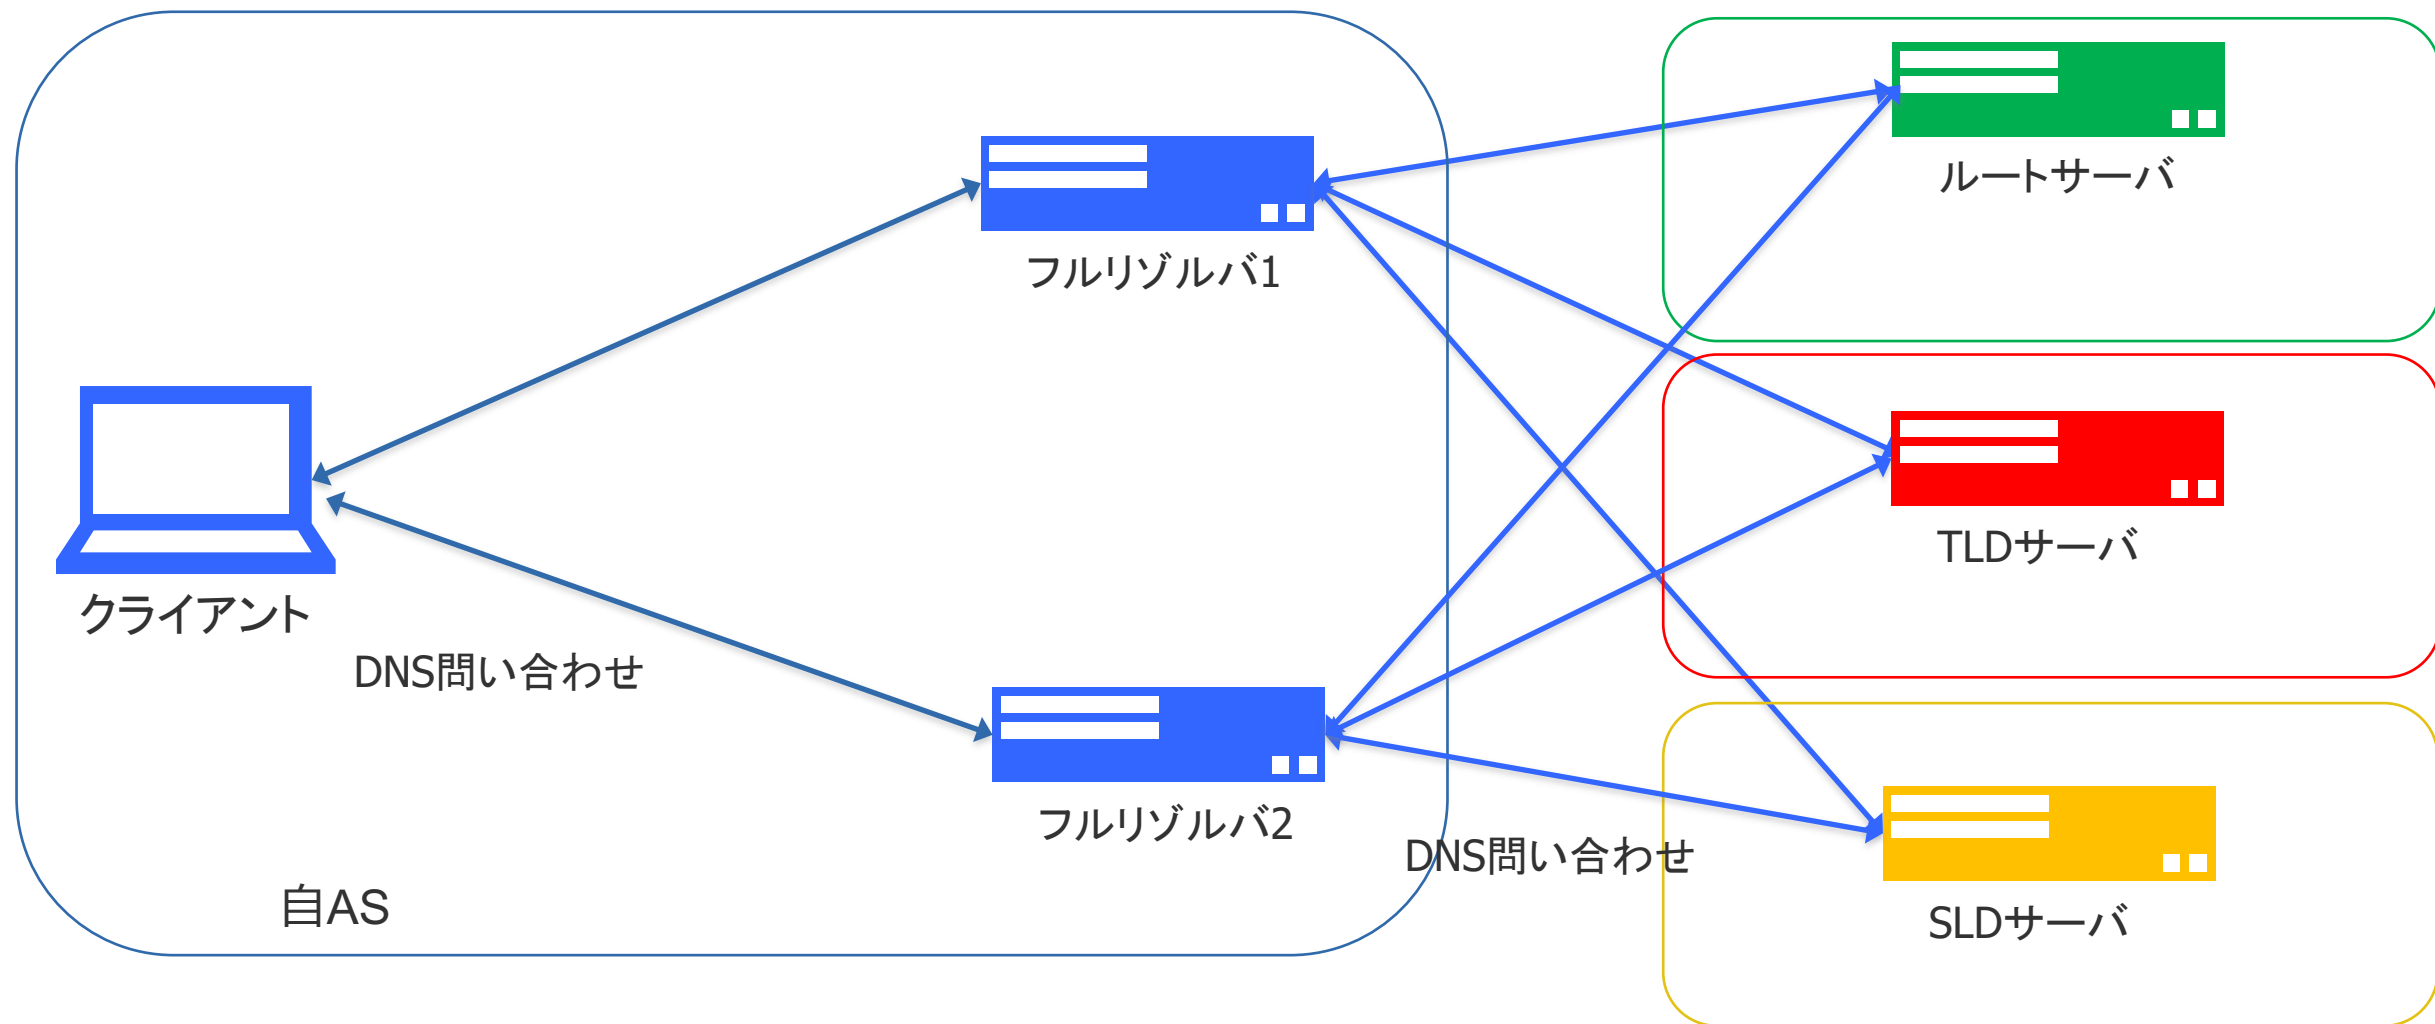 ルートサーバ
フルリゾルバ1
TLDサーバ
クライアント
DNS問い合わせ
フルリゾルバ2
DNS問い合わせ
自AS
SLDサーバ